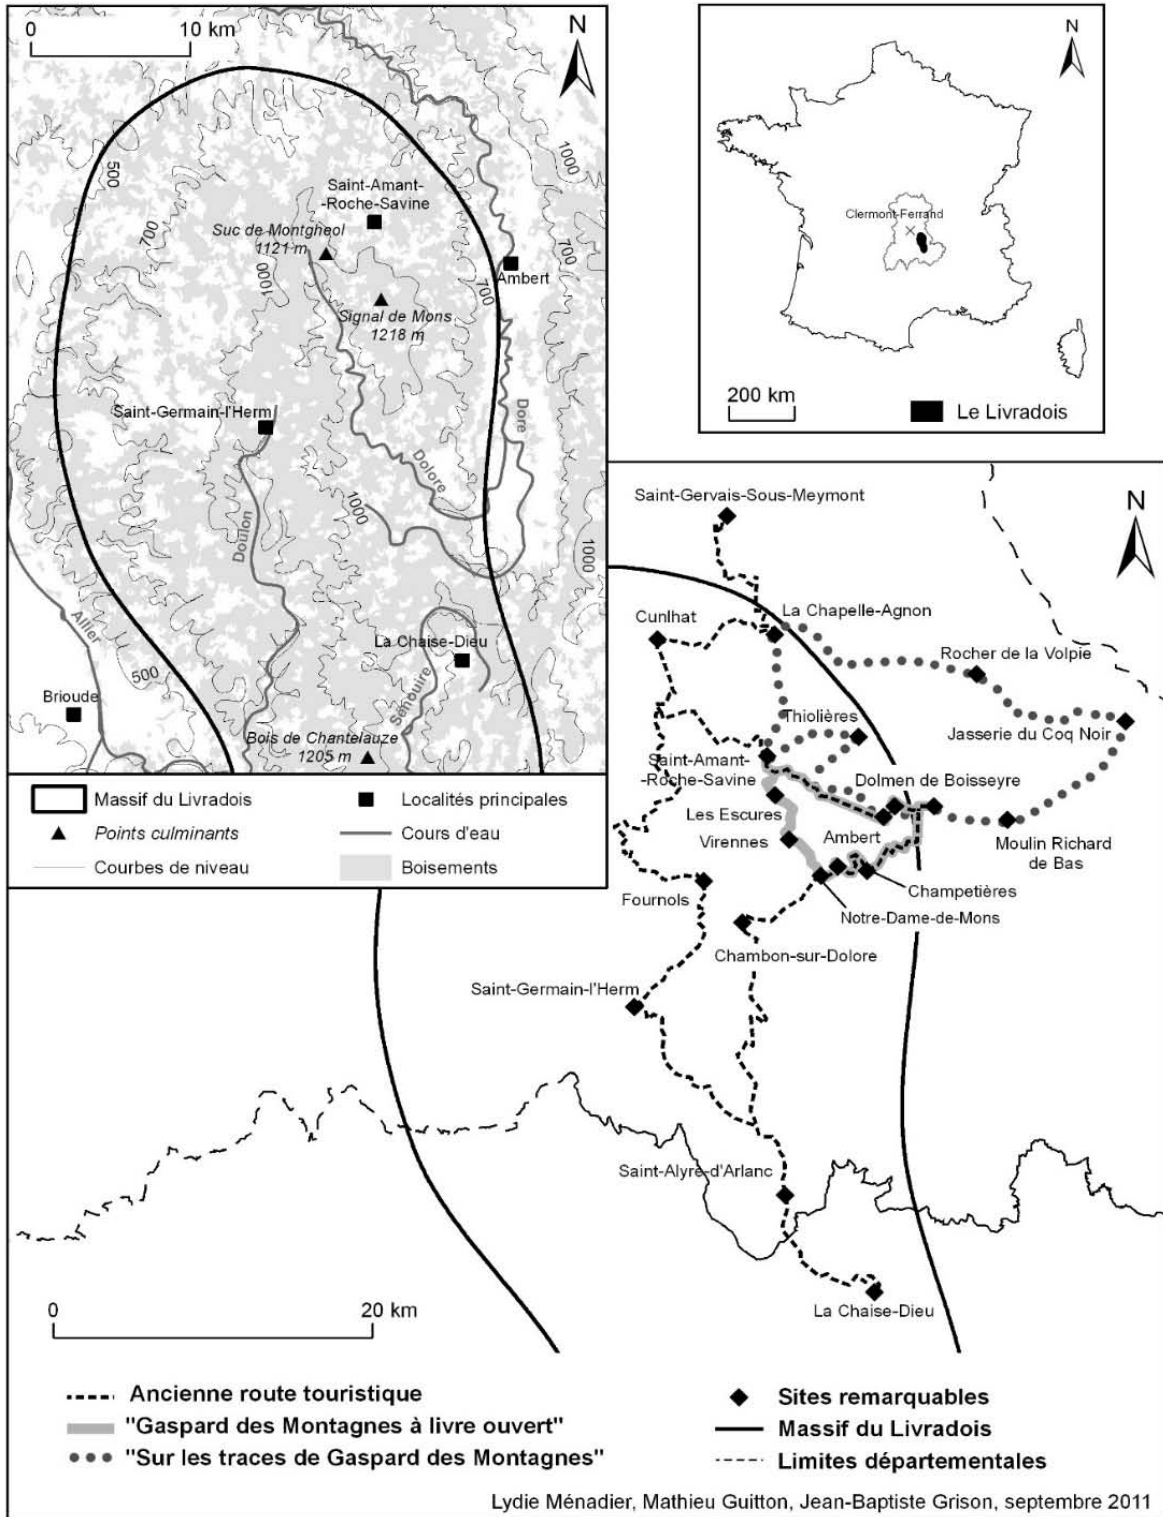 0
10 km
N
500
1000
700
Saint-Amant-
-Roche-Savine
Suc de Montgheol
1121 m
1000
700
700
Ambert
Signal de Mons
1218 m
Saint-Germain-l'Herm
Dore
Dolore
1000
Doulon
1000
Allier
La Chaise-Dieu
500
Sénouire
Brioude
Bois de Chantelauze
1205 m
Massif du Livradois
Points culminants
Courbes de niveau
Localités principales
Cours d'eau
Boisements
N
Clermont-Ferrand
200 km
Le Livradois
N
Saint-Gervais-Sous-Meymont
Cunlhat
La Chapelle-Agnon
Rocher de la Volpie
Thiolières
Jasserie du Coq Noir
Saint-Amant-
-Roche-Savine
Dolmen de Boisseyre
Les Escures
Virennes
Ambert
Moulin Richard
de Bas
Champetières
Fournols
Notre-Dame-de-Mons
Chambon-sur-Dolore
Saint-Germain-l'Herm
Saint-Alyre-d'Arlanc
La Chaise-Dieu
0
20 km
Ancienne route touristique
"Gaspard des Montagnes à livre ouvert"
"Sur les traces de Gaspard des Montagnes"
Sites remarquables
Massif du Livradois
Limites départementales
Lydie Ménadier, Mathieu Guitton, Jean-Baptiste Grison, septembre 2011